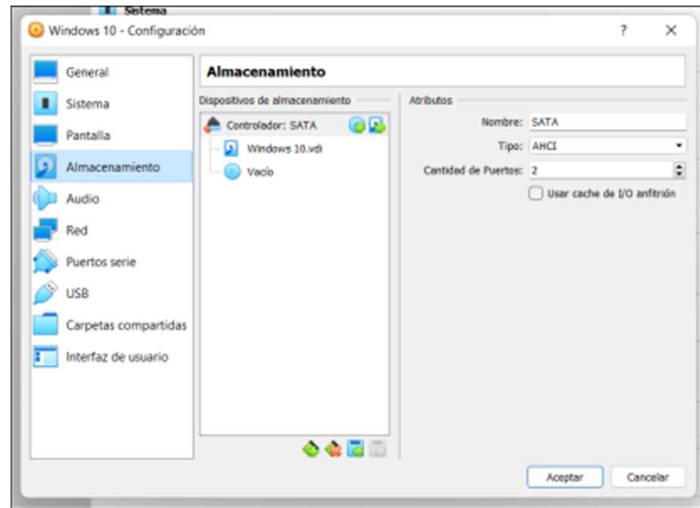 Sistema
Windows 10 - Configuración
?
General
Sistema
Pantalla
Almacenamiento
Audio
Red
Puertos serie
USB
Carpetas compartidas
Interfaz de usuario
Almacenamiento
Dispositivos de almacenamiento
Controlador: SATA
Windows 10.vdi
Vacío
Atributos
Nombre: SATA
Tipo: AHCI
Cantidad de Puertos: 2
Usar cache de I/O anfitrión
Aceptar
Cancelar